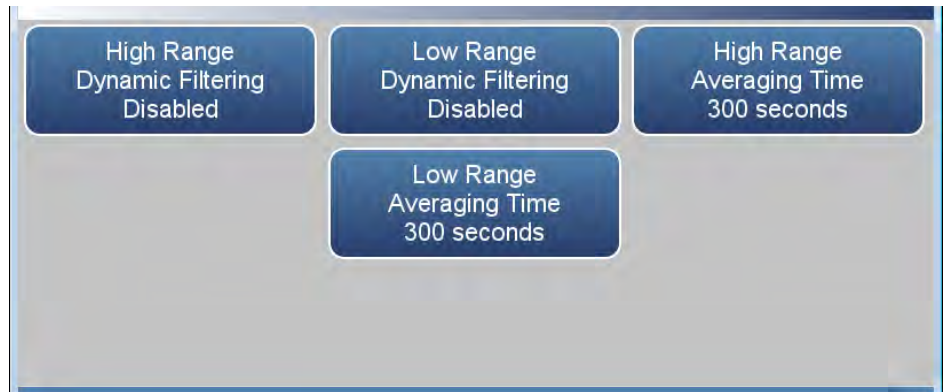 High Range
Dynamic Filtering
Disabled
Low Range
Dynamic Filtering
Disabled
High Range
Averaging Time
300 seconds
Low Range
Averaging Time
300 seconds